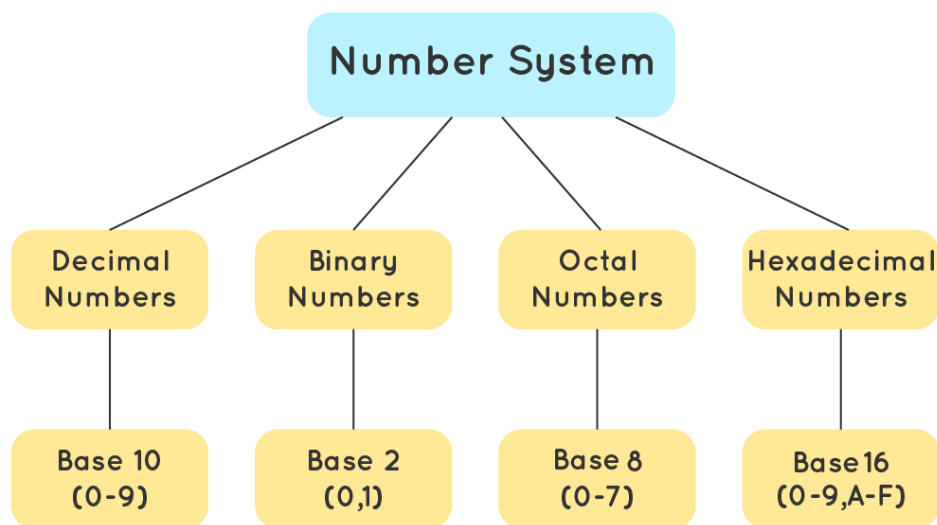 Number System
Decimal
Numbers
Binary
Numbers
Octal
Numbers
Hexadecimal
Numbers
Base 10
(0-9)
Base 2
(0,1)
Base 8
(0-7)
Base 16
(0-9,A-F)